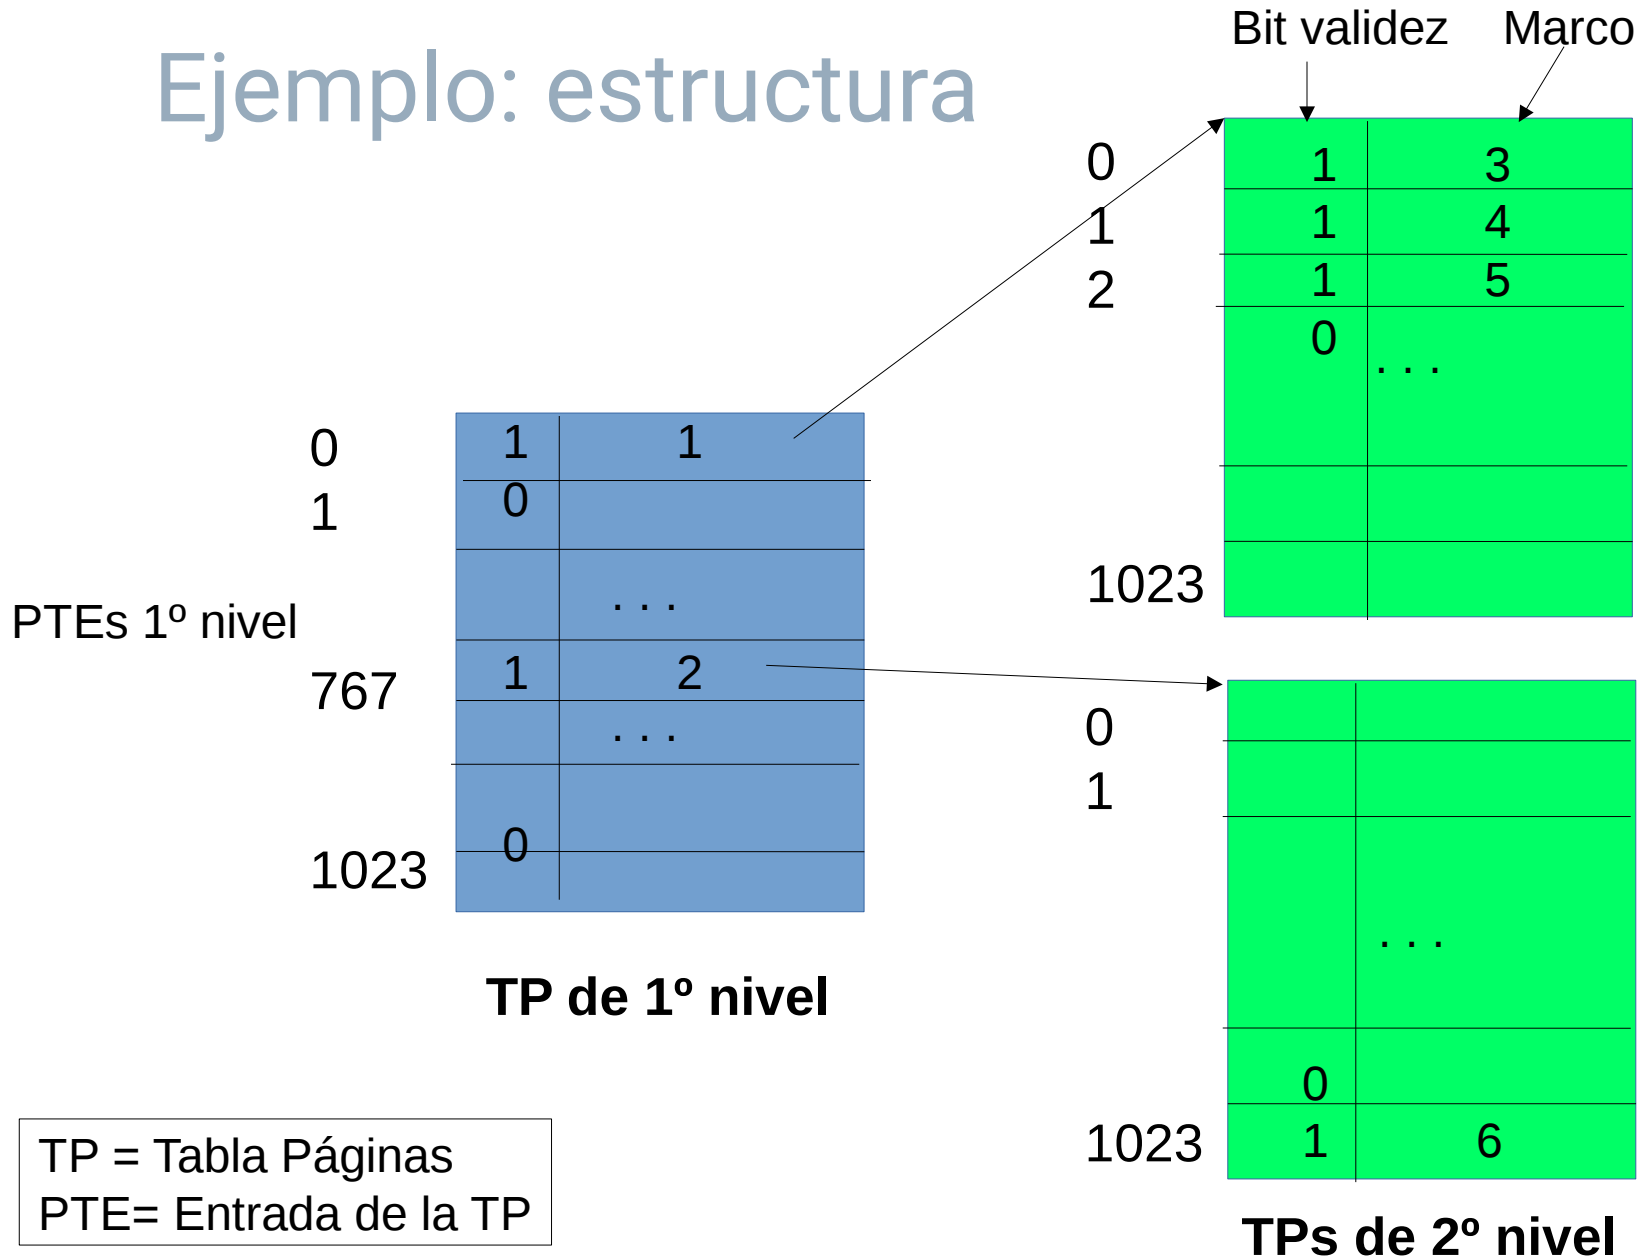 Ejemplo: estructura
Bit validez Marco
0 1 3
1 1 4
2 1 5
0 . . .
1023
0 1 1
1 0
. . .
PTEs 1º nivel
767 1 2
. . .
1023 0
TP de 1º nivel
0
1
. . .
0
1023 1 6
TPs de 2º nivel
TP = Tabla Páginas
PTE= Entrada de la TP